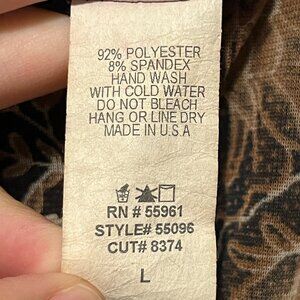 92% POLYESTER
8% SPANDEX
HAND WASH
WITH COLD WATER
DO NOT BLEACH
HANG OR LINE DRY
MADE IN U.S.A
RN # 55961
STYLE# 55096
CUT# 8374
L